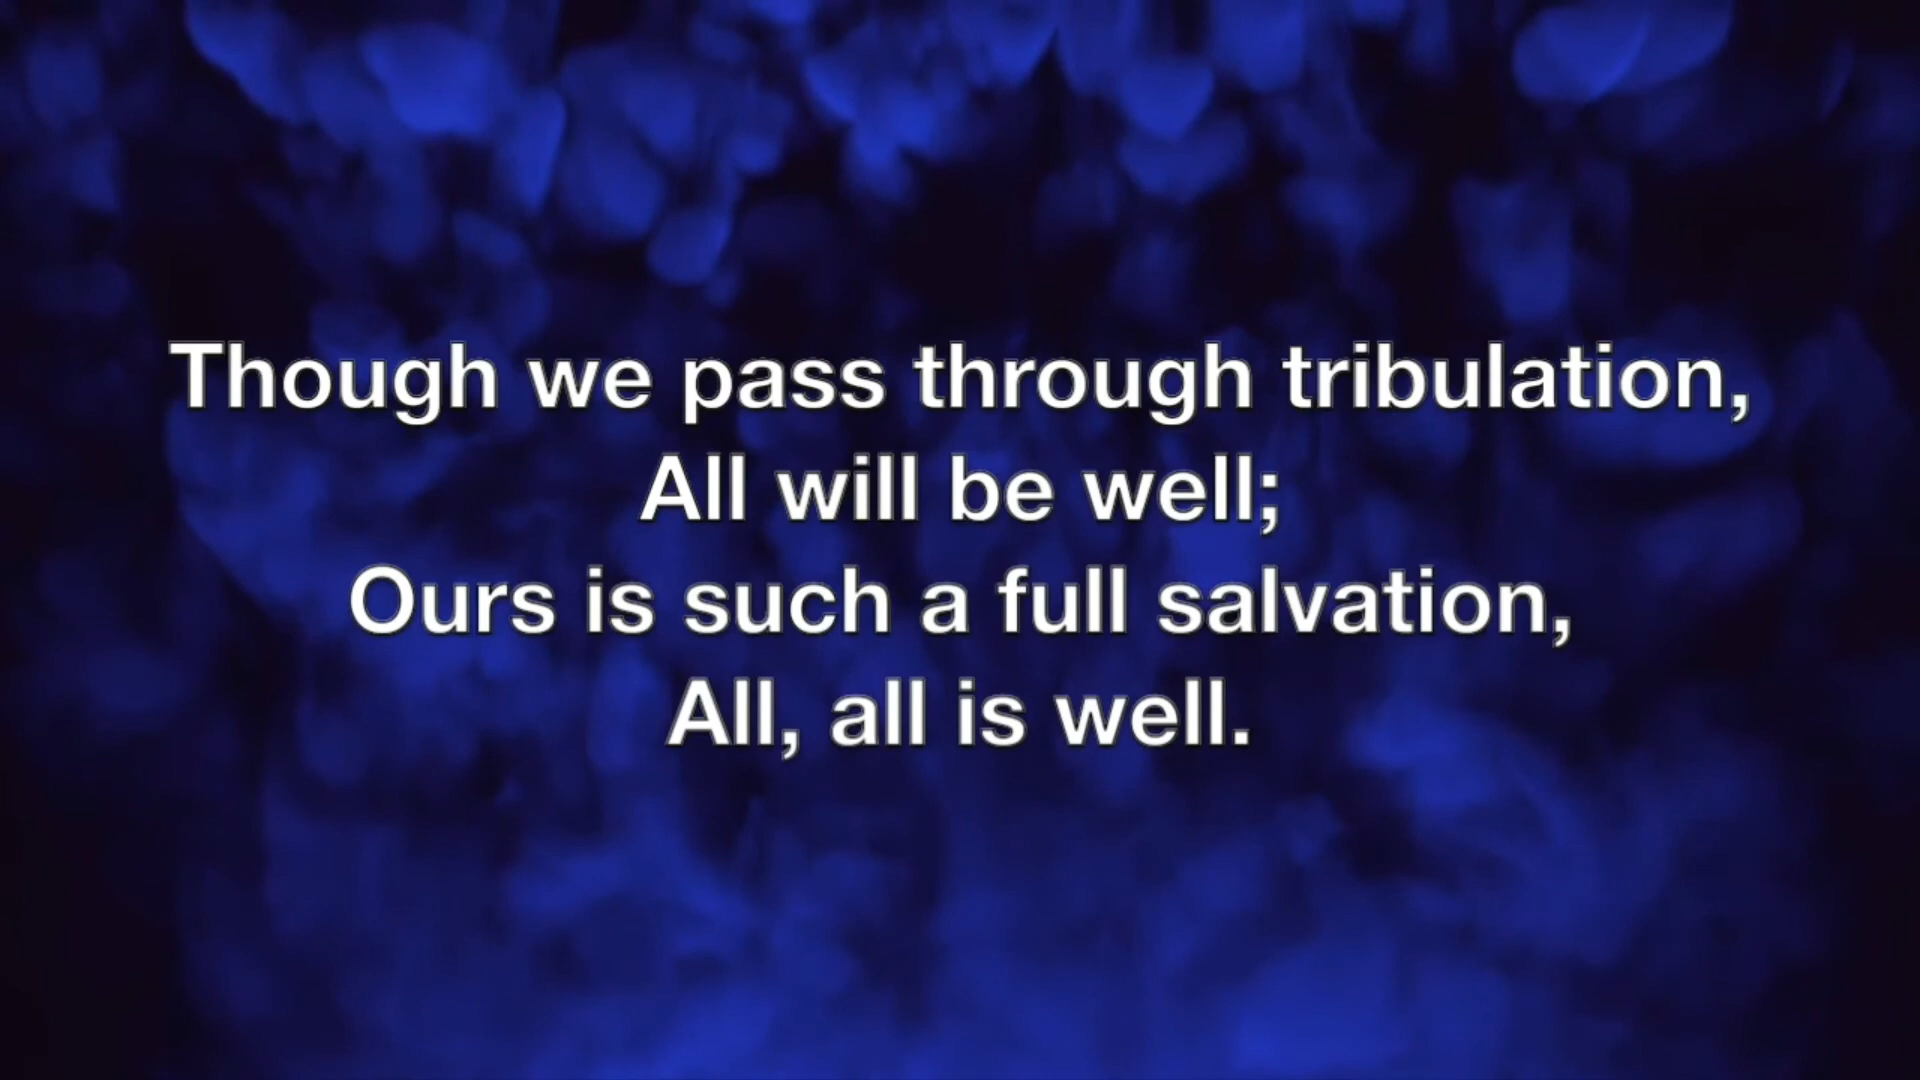 Though we pass through tribulation,
All will be well;
Ours is such a full salvation,
All, all is well.